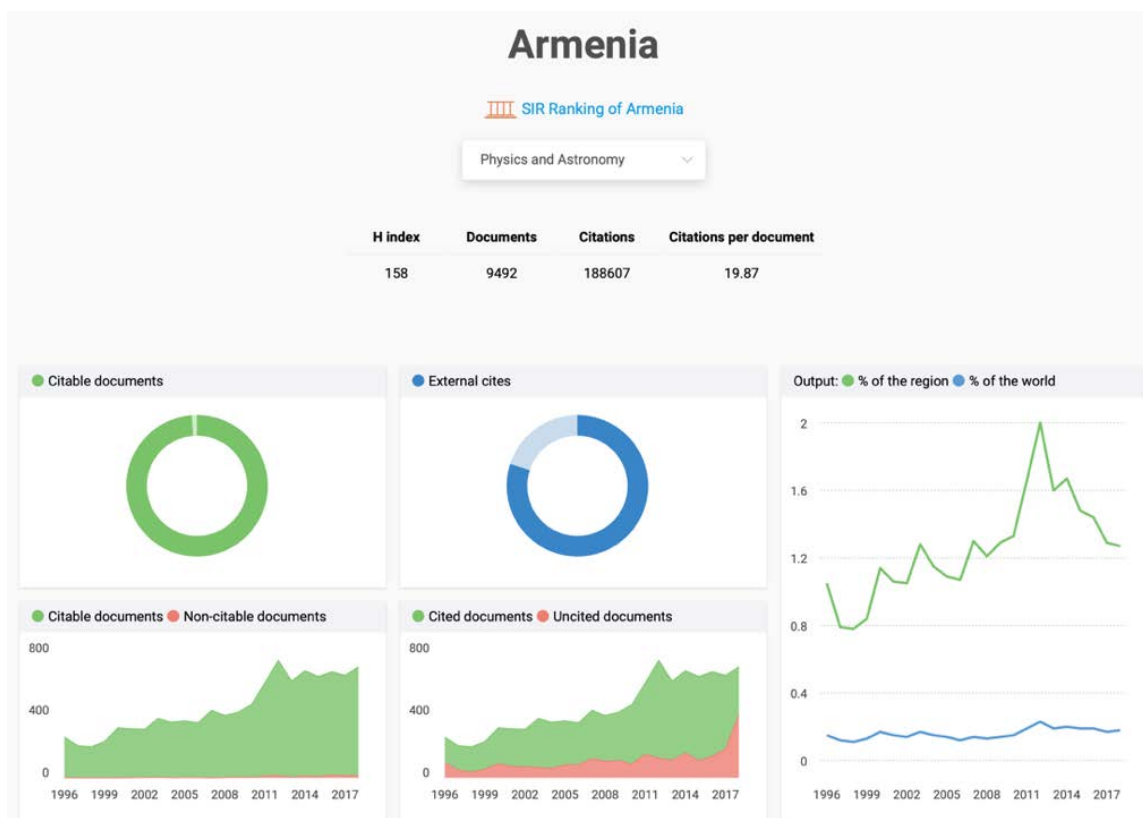 Armenia
SIR Ranking of Armenia
Physics and Astronomy
H index Documents Citations Citations per document
158 9492 188607 19.87
Citable documents
External cites
Output: % of the region % of the world
2
1.6
1.2
0.8
0.4
0
1996 1999 2002 2005 2008 2011 2014 2017
Citable documents Non-citable documents
800
400
0
1996 1999 2002 2005 2008 2011 2014 2017
Cited documents Uncited documents
800
400
0
1996 1999 2002 2005 2008 2011 2014 2017